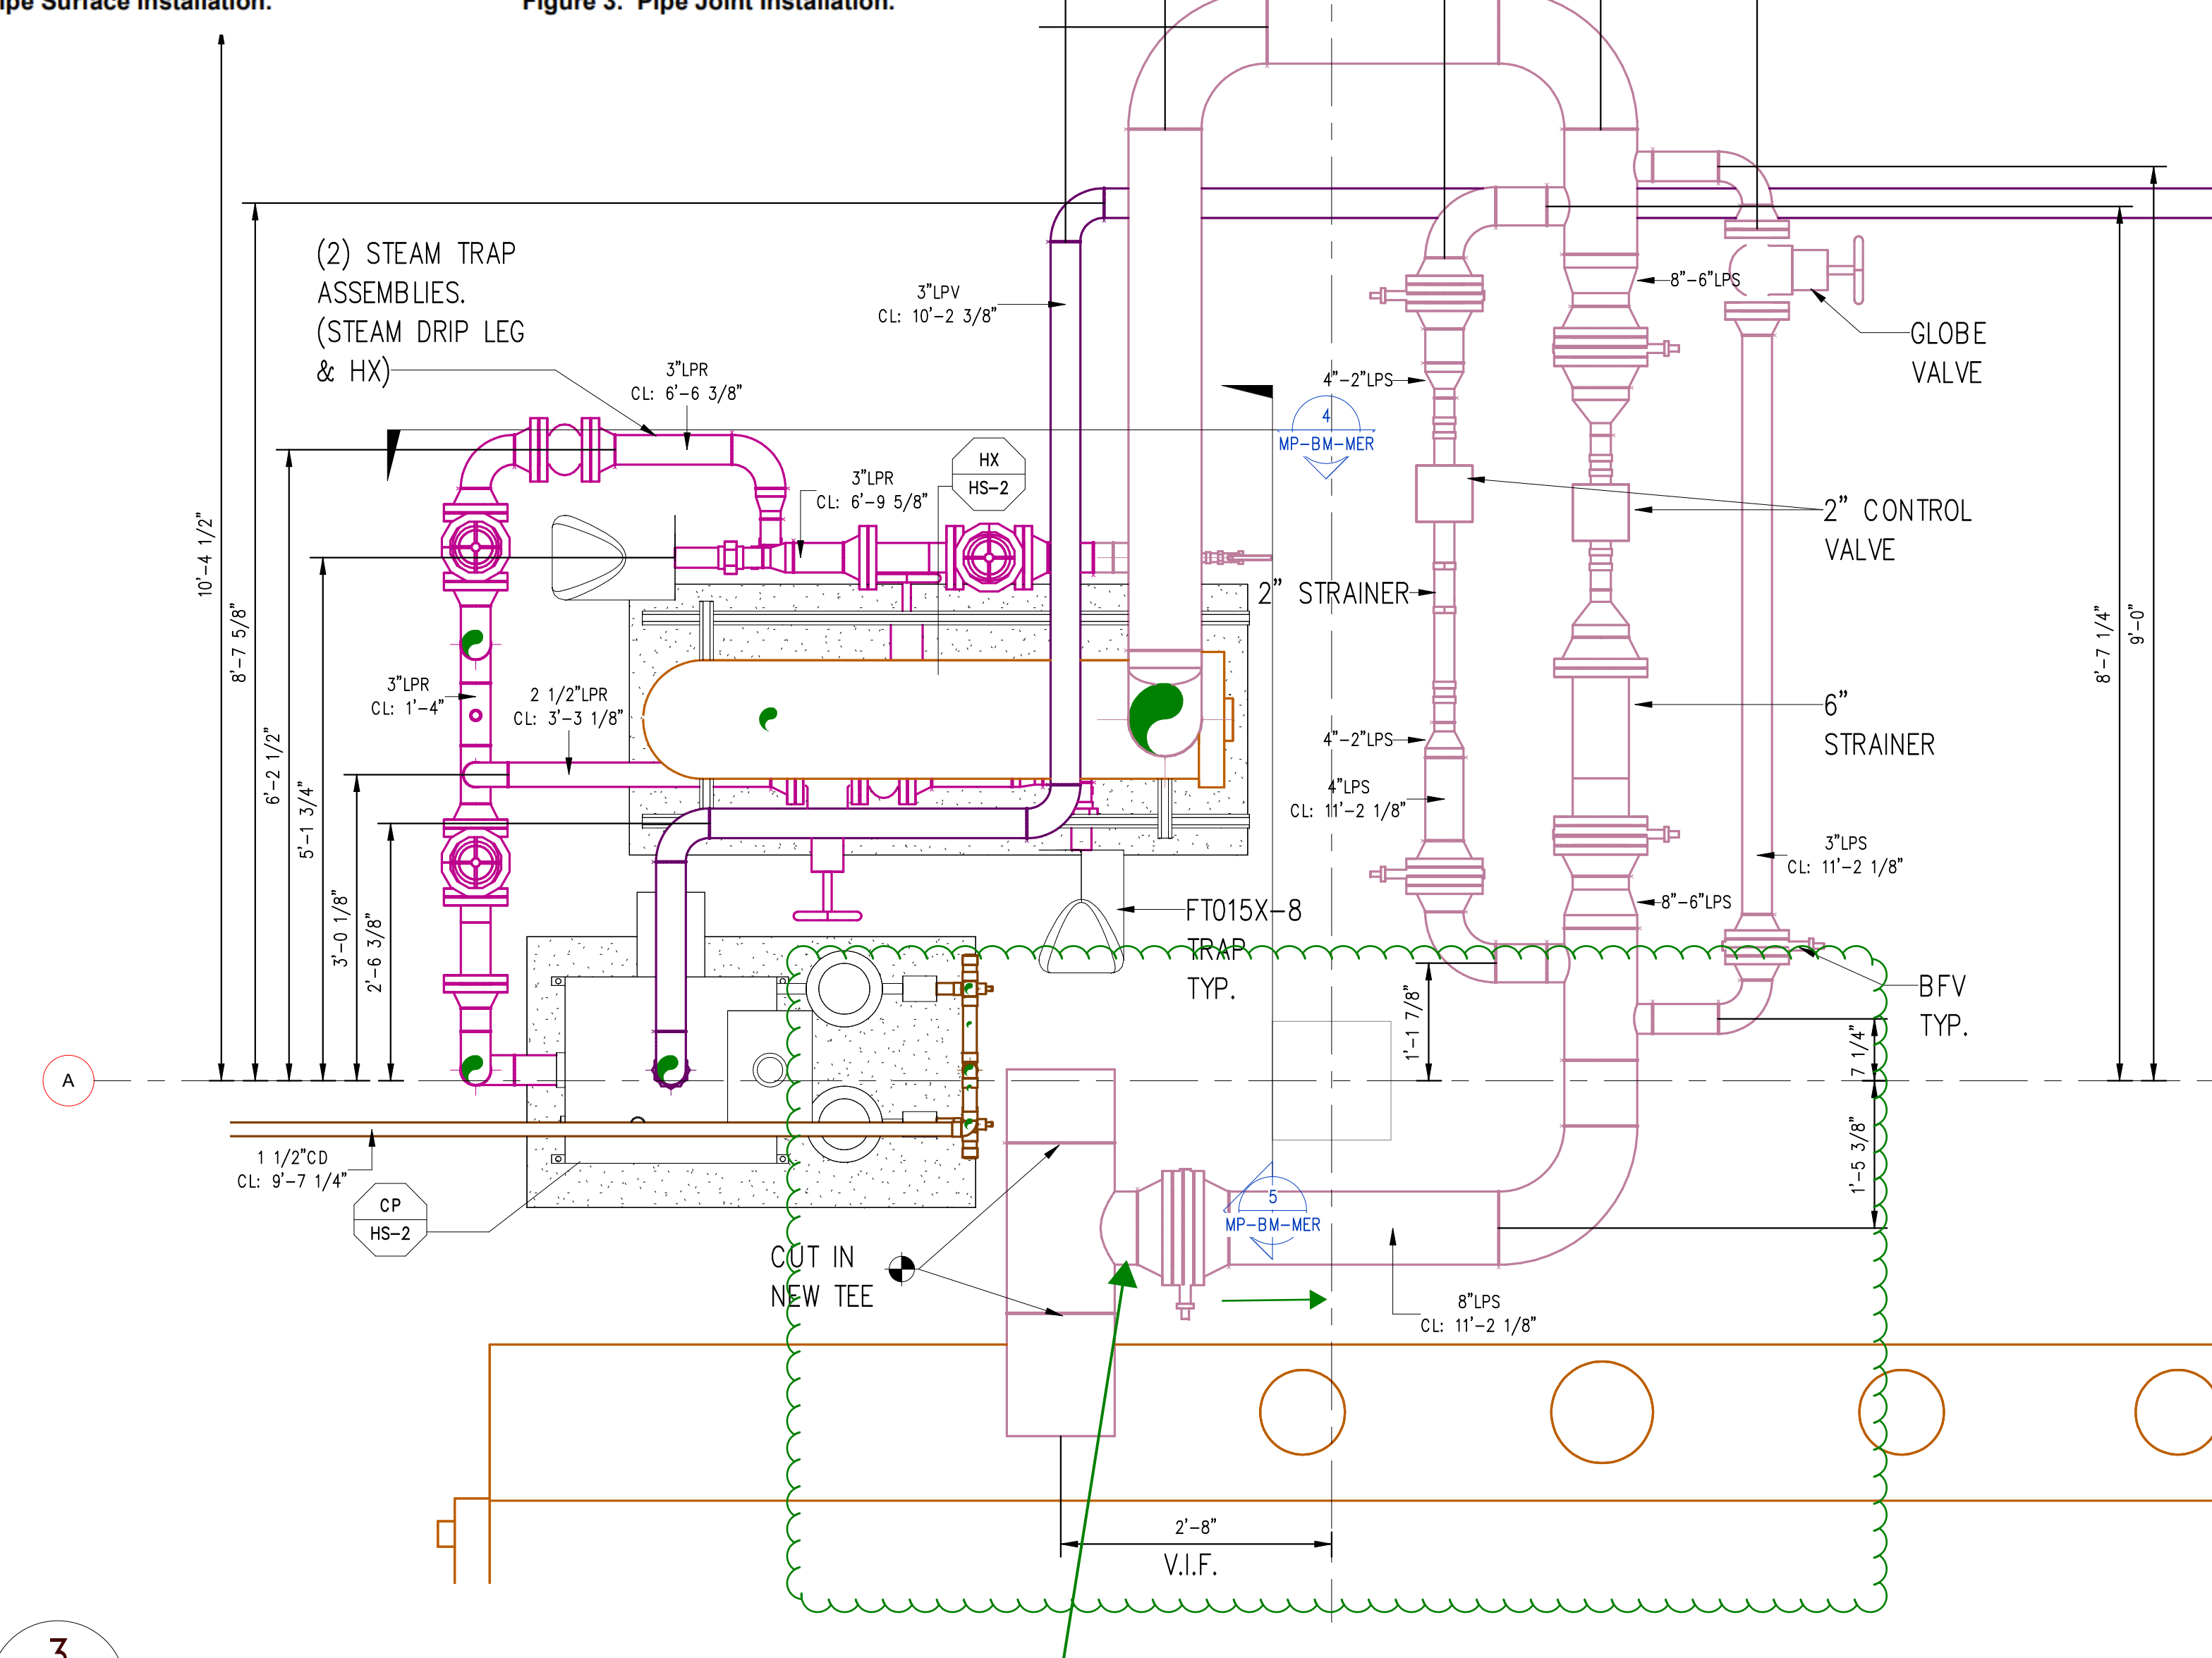 ipe Surface Installation.
Figure 3: Pipe Joint Installation.
(2) STEAM TRAP
ASSEMBLIES.
(STEAM DRIP LEG
& HX)
3"LPR
CL: 6'-6 3/8"
3"LPV
CL: 10'-2 3/8"
8"-6"LPS
GLOBE
VALVE
4"-2"LPS
4
MP-BM-MER
HX
HS-2
3"LPR
CL: 6'-9 5/8"
2" CONTROL
VALVE
2" STRAINER
10'-4 1/2"
8'-7 5/8"
6'-2 1/2"
5'-1 3/4"
3'-0 1/8"
2'-6 3/8"
8'-7 1/4"
9'-0"
3"LPR
CL: 1'-4"
2 1/2"LPR
CL: 3'-3 1/8"
6"
STRAINER
4"-2"LPS
4"LPS
CL: 11'-2 1/8"
3"LPS
CL: 11'-2 1/8"
8"-6"LPS
FT015X-8
TRAP
TYP.
BFV
TYP.
1'-1 7/8"
7 1/4"
1'-5 3/8"
A
1 1/2"CD
CL: 9'-7 1/4"
CP
HS-2
5
MP-BM-MER
CUT IN
NEW TEE
8"LPS
CL: 11'-2 1/8"
2'-8"
V.I.F.
3